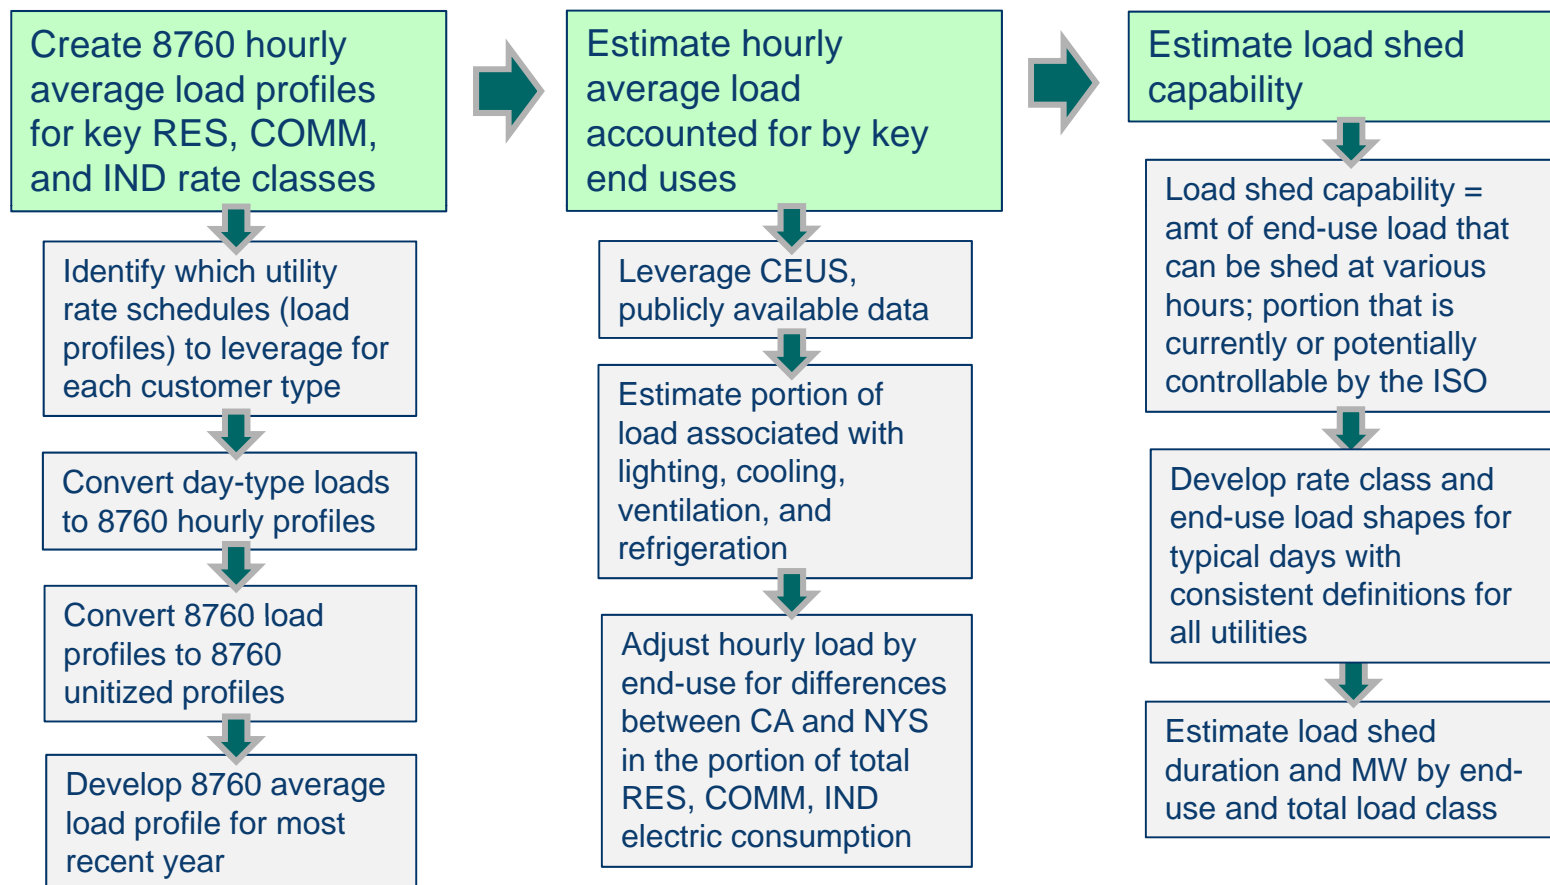 Create 8760 hourly
average load profiles
for key RES, COMM,
and IND rate classes
Identify which utility
rate schedules (load
profiles) to leverage for
each customer type
Convert day-type loads
to 8760 hourly profiles
Convert 8760 load
profiles to 8760
unitized profiles
Develop 8760 average
load profile for most
recent year
Estimate hourly
average load
accounted for by key
end uses
Leverage CEUS,
publicly available data
Estimate portion of
load associated with
lighting, cooling,
ventilation, and
refrigeration
Adjust hourly load by
end-use for differences
between CA and NYS
in the portion of total
RES, COMM, IND
electric consumption
Estimate load shed
capability
Load shed capability =
amt of end-use load that
can be shed at various
hours; portion that is
currently or potentially
controllable by the ISO
Develop rate class and
end-use load shapes for
typical days with
consistent definitions for
all utilities
Estimate load shed
duration and MW by end-
use and total load class